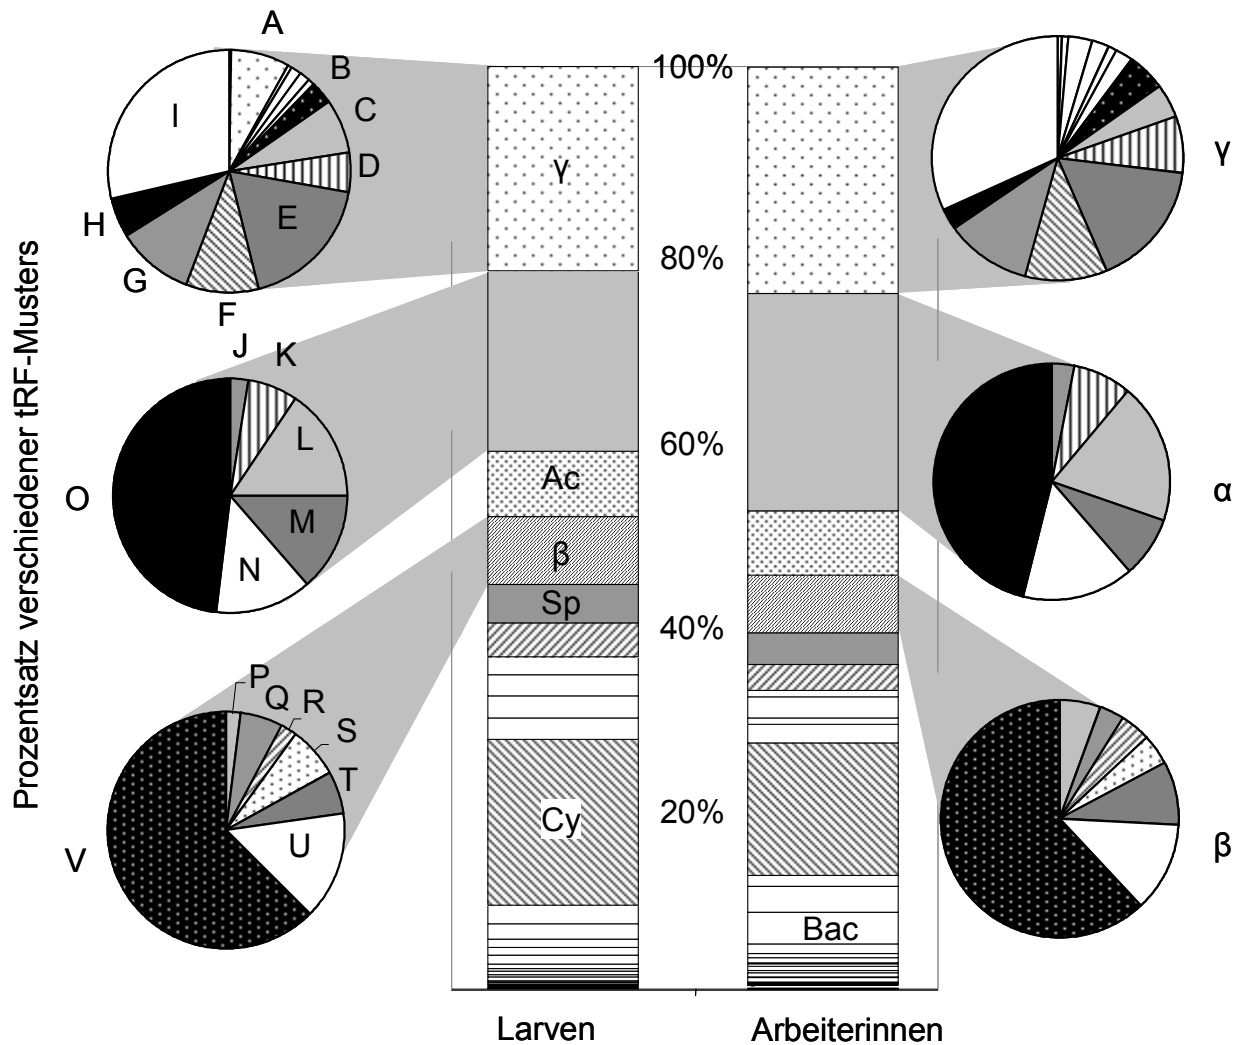 A
B
C
D
E
F
G
H
I
γ
100%
γ
80%
J
K
L
M
N
O
60%
α
Ac
β
Sp
40%
P
Q
R
S
T
U
V
Cy
20%
β
Bac
Prozentsatz verschiedener tRF-Musters
Larven
Arbeiterinnen